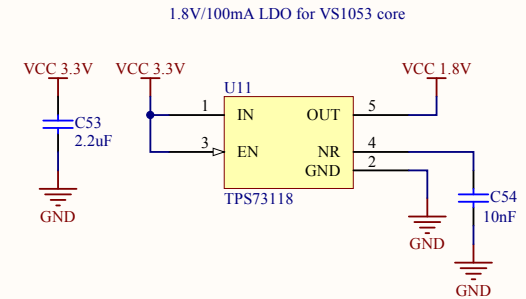 1.8V/100mA LDO for VS1053 core
VCC 3.3V
VCC 3.3V
VCC 1.8V
U11
1
IN
OUT
5
C53
2.2uF
3
EN
NR
4
GND
2
TPS73118
C54
10nF
GND
GND
GND